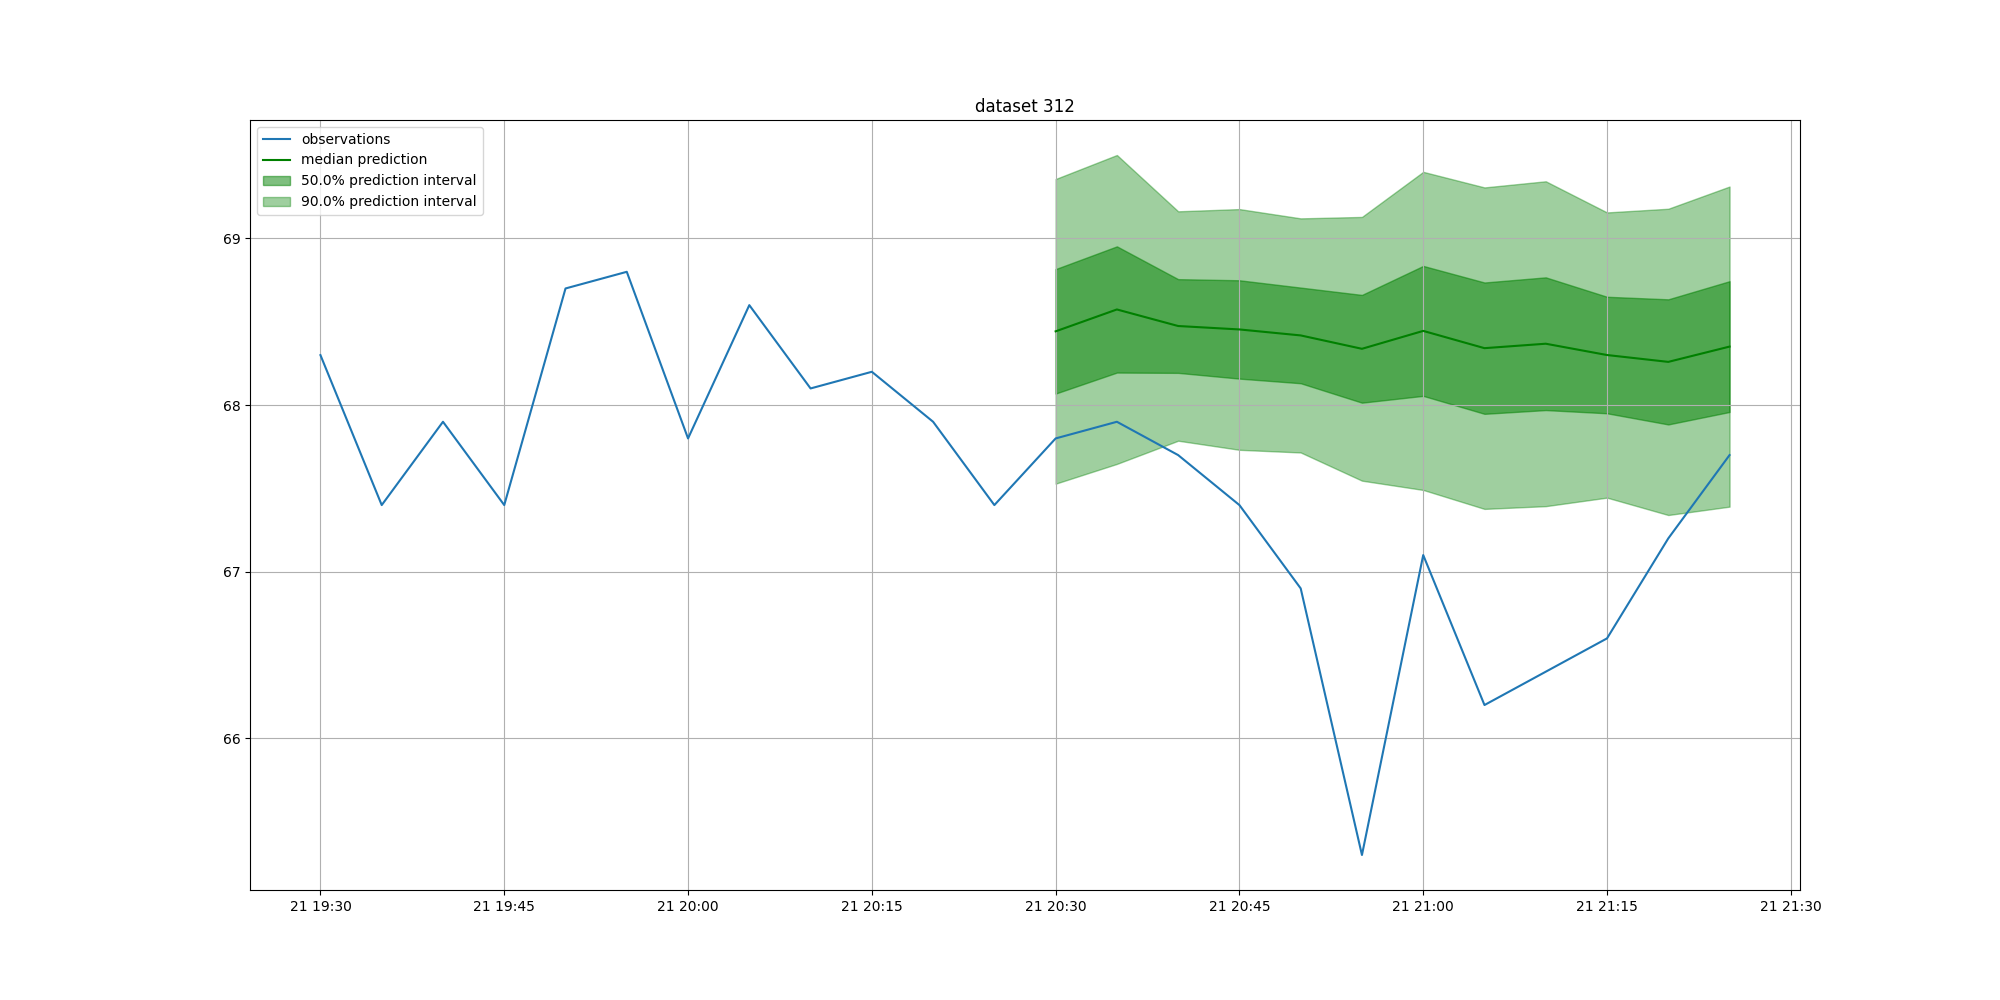 dataset 312
observations
median prediction
50.0% prediction interval
90.0% prediction interval
69
68
67
66
21 19:30 21 19:45 21 20:00 21 20:15 21 20:30 21 20:45 21 21:00 21 21:15 21 21:30